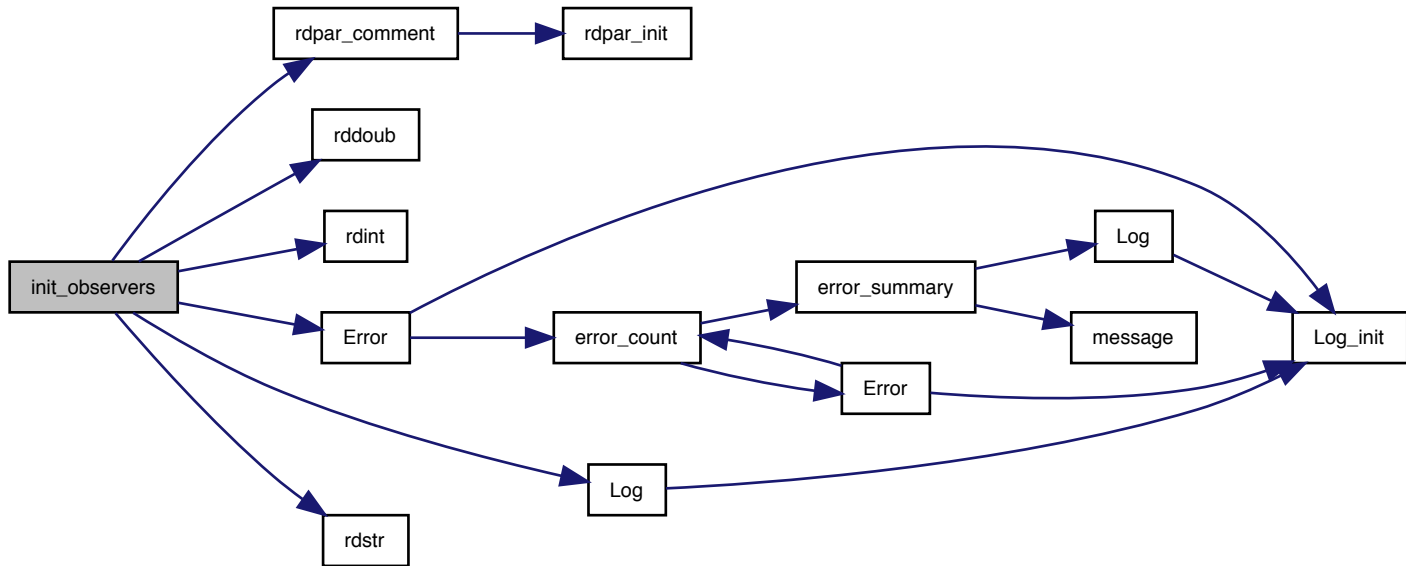 rdpar_comment
rdpar_init
rddoub
rdint
Log
init_observers
error_summary
Error
error_count
message
Log_init
Error
Log
rdstr